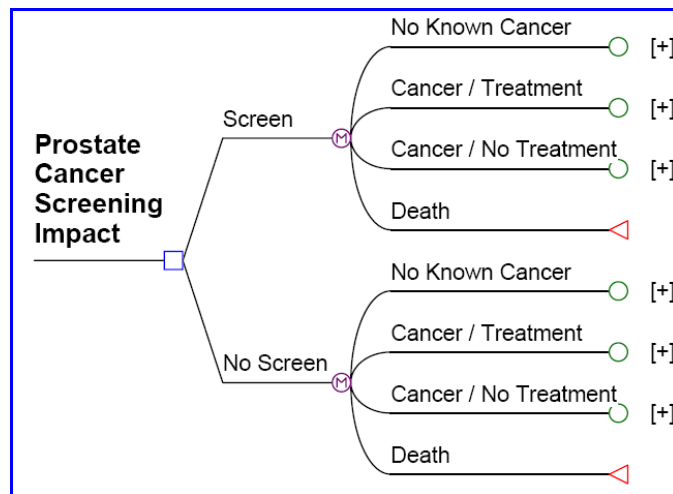 Prostate
Cancer
Screening
Impact
Screen
M
No Known Cancer
[+]
Cancer / Treatment
[+]
Cancer / No Treatment
[+]
Death
No Screen
M
No Known Cancer
[+]
Cancer / Treatment
[+]
Cancer / No Treatment
[+]
Death